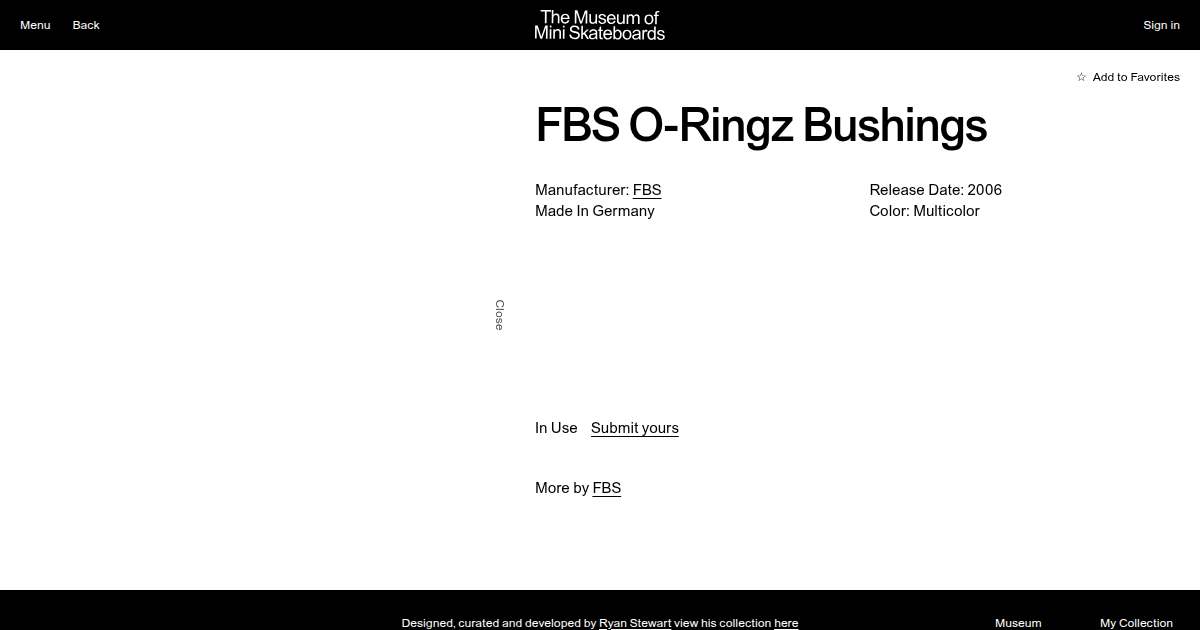 Menu Back
The Museum of
Mini Skateboards
Sign in
☆ Add to Favorites
FBS O-Ringz Bushings
Manufacturer: FBS
Made In Germany
Release Date: 2006
Color: Multicolor
Close
In Use Submit yours
More by FBS
Designed, curated and developed by Ryan Stewart view his collection here
Museum
My Collection